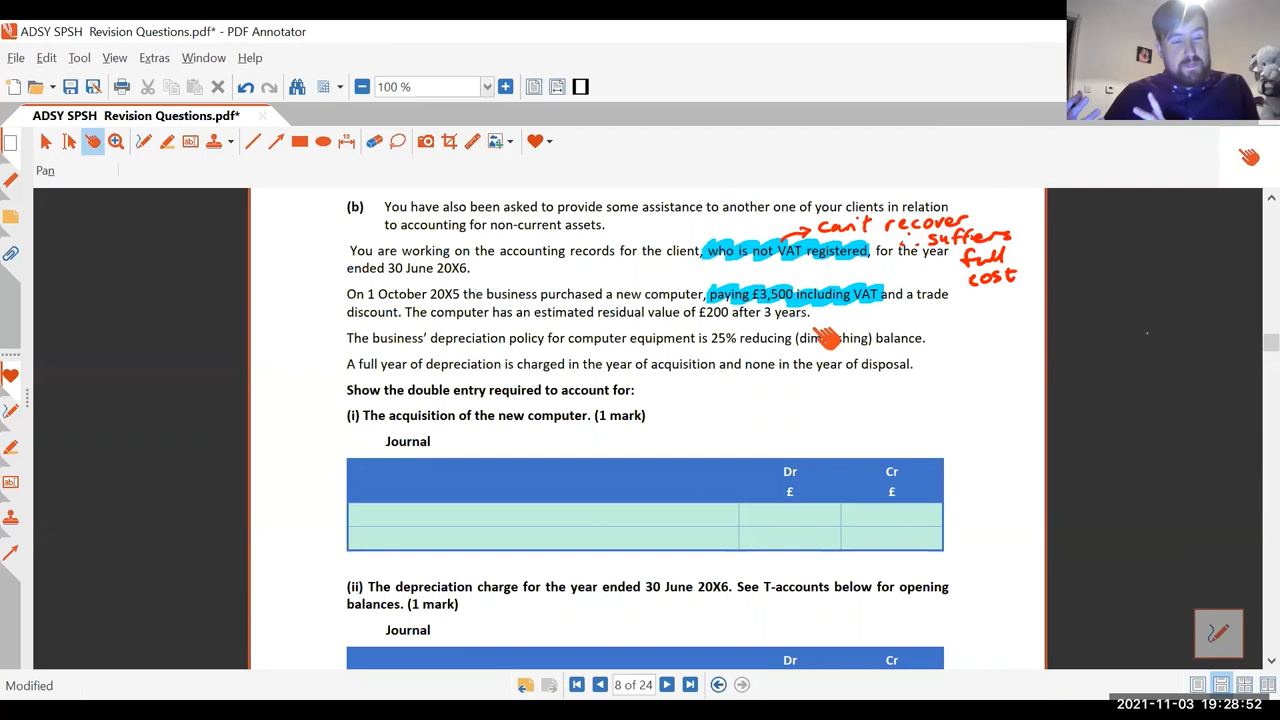 ADSY SPSH  Revision Questions.pdf* - PDF Annotator
File Edit Tool View Extras Window Help
100 %
ADSY SPSH  Revision Questions.pdf*
10
Pan
(b) You have also been asked to provide some assistance to another one of your clients in relation
to accounting for non-current assets.
can't recover
∴ suffers
full
cost
You are working on the accounting records for the client, who is not VAT registered, for the year
ended 30 June 20X6.
On 1 October 20X5 the business purchased a new computer, paying £3,500 including VAT and a trade
discount. The computer has an estimated residual value of £200 after 3 years.
The business' depreciation policy for computer equipment is 25% reducing (diminishing) balance.
A full year of depreciation is charged in the year of acquisition and none in the year of disposal.
Show the double entry required to account for:
(i) The acquisition of the new computer. (1 mark)
Journal
Dr Cr
£ £
(ii) The depreciation charge for the year ended 30 June 20X6. See T-accounts below for opening
balances. (1 mark)
Journal
Dr Cr
Modified
8 of 24
2021-11-03 19:28:52